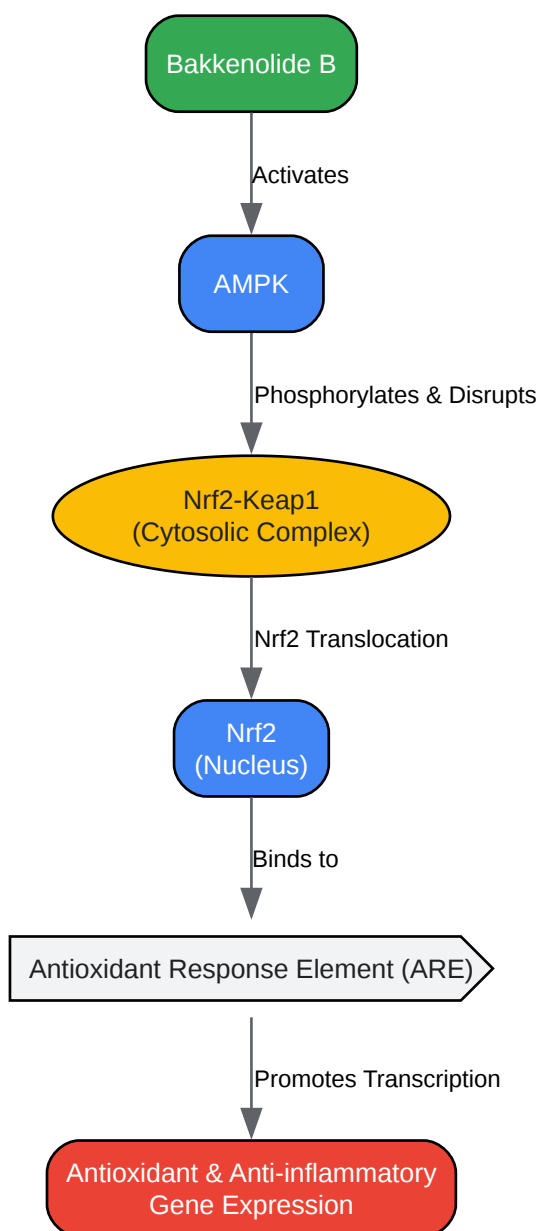 Bakkenolide B
Activates
AMPK
Phosphorylates & Disrupts
Nrf2-Keap1
(Cytosolic Complex)
Nrf2 Translocation
Nrf2
(Nucleus)
Binds to
Antioxidant Response Element (ARE)
Promotes Transcription
Antioxidant & Anti-inflammatory
Gene Expression